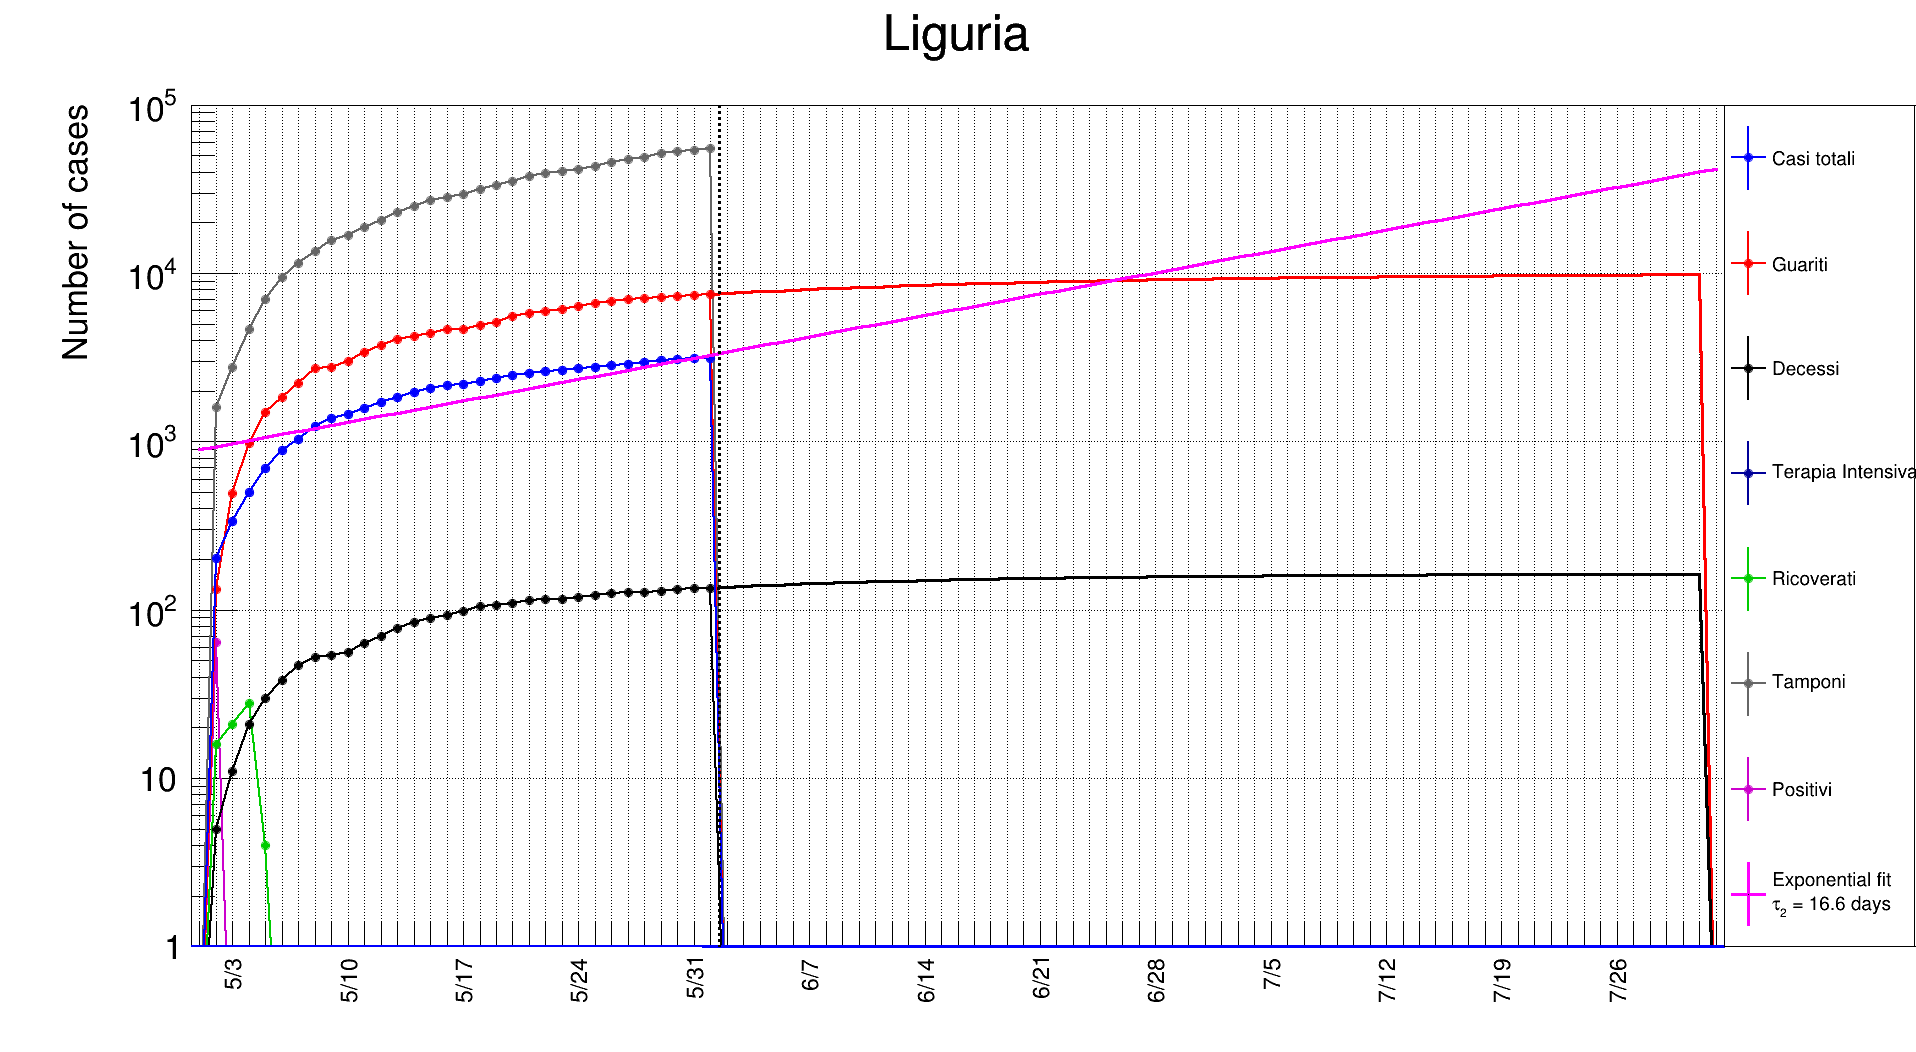 Liguria
Number of cases
10^5
10^4
10^3
10^2
10
1
5/3
5/10
5/17
5/24
5/31
6/7
6/14
6/21
6/28
7/5
7/12
7/19
7/26
Casi totali
Guariti
Decessi
Terapia Intensiva
Ricoverati
Tamponi
Positivi
Exponential fit
τ_2 = 16.6 days